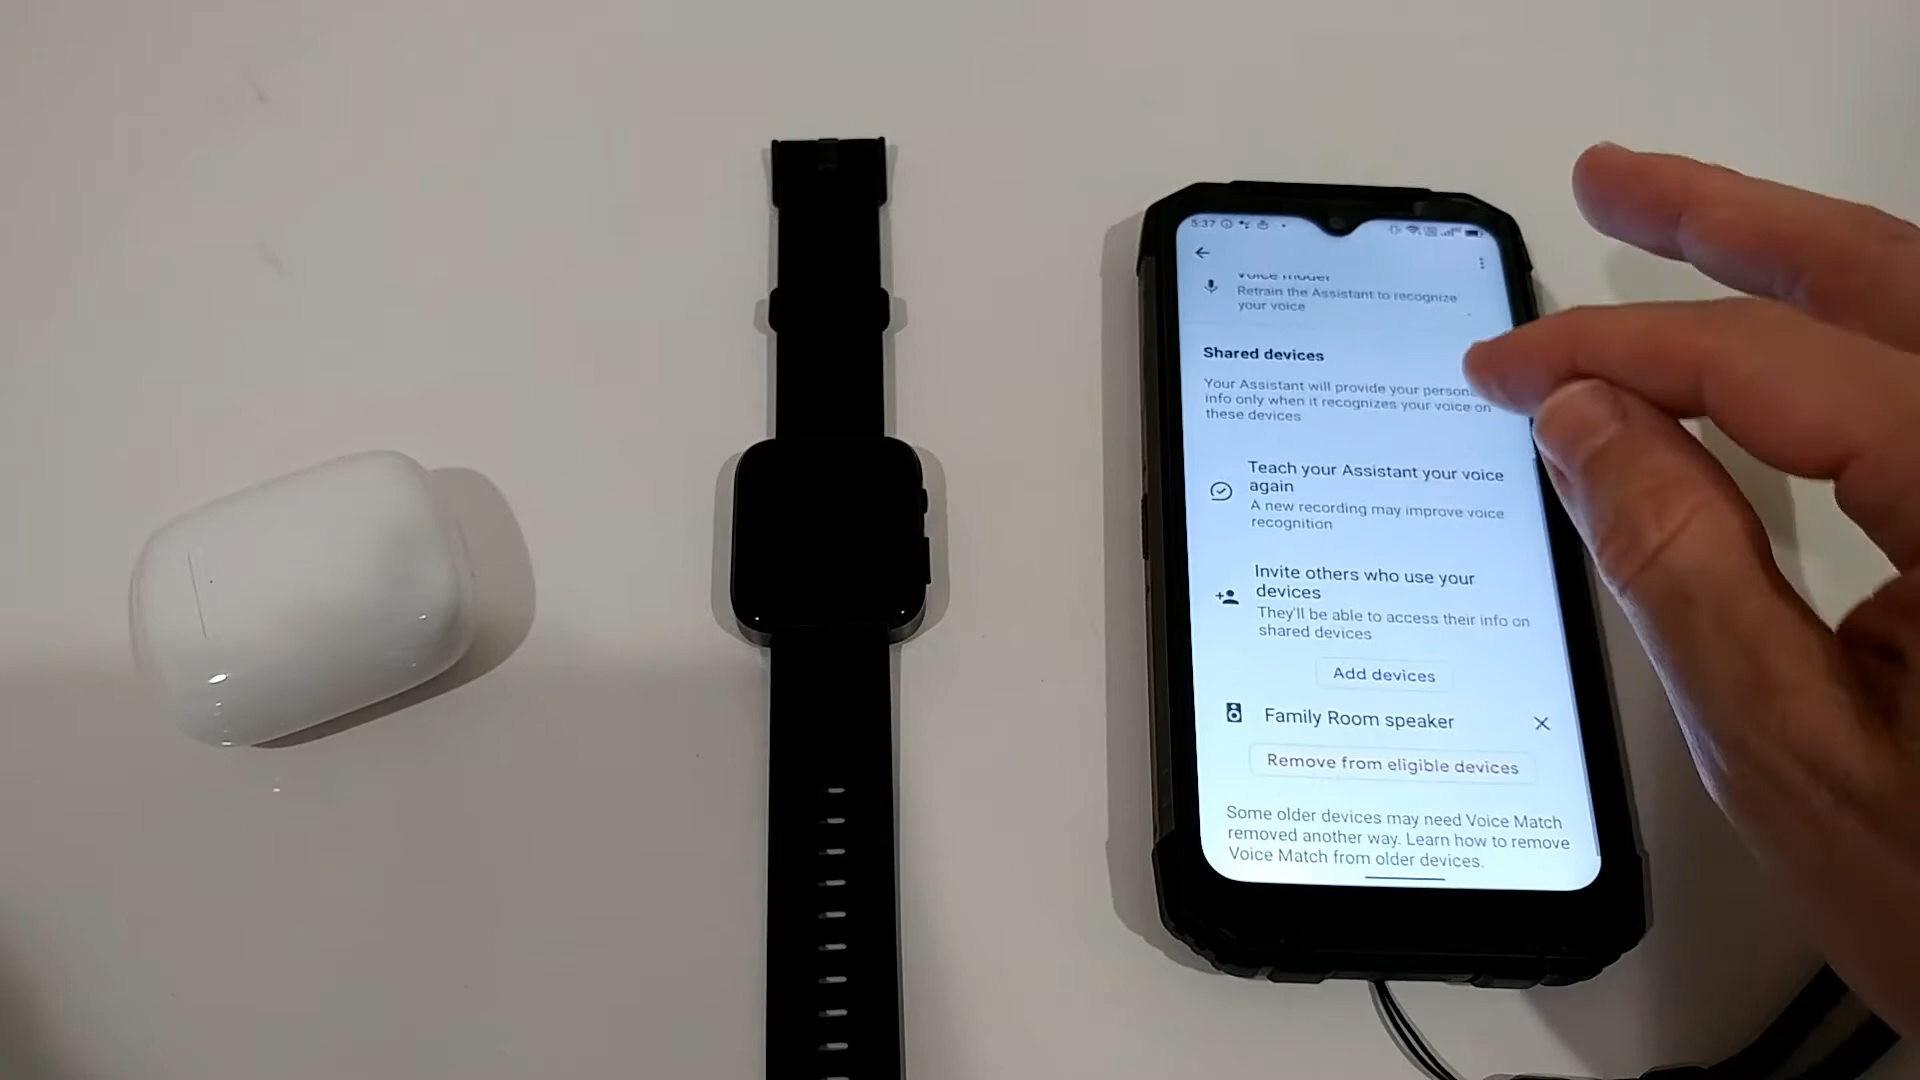 5:37
Voice model
Retrain the Assistant to recognize
your voice
Shared devices
Your Assistant will provide your
info only when it recognizes your voice on
these devices
Teach your Assistant your voice
again
A new recording may improve voice
recognition
Invite others who use your
devices
They'll be able to access their info on
shared devices
Add devices
Family Room speaker
Remove from eligible devices
Some older devices may need Voice Match
removed another way. Learn how to remove
Voice Match from older devices.